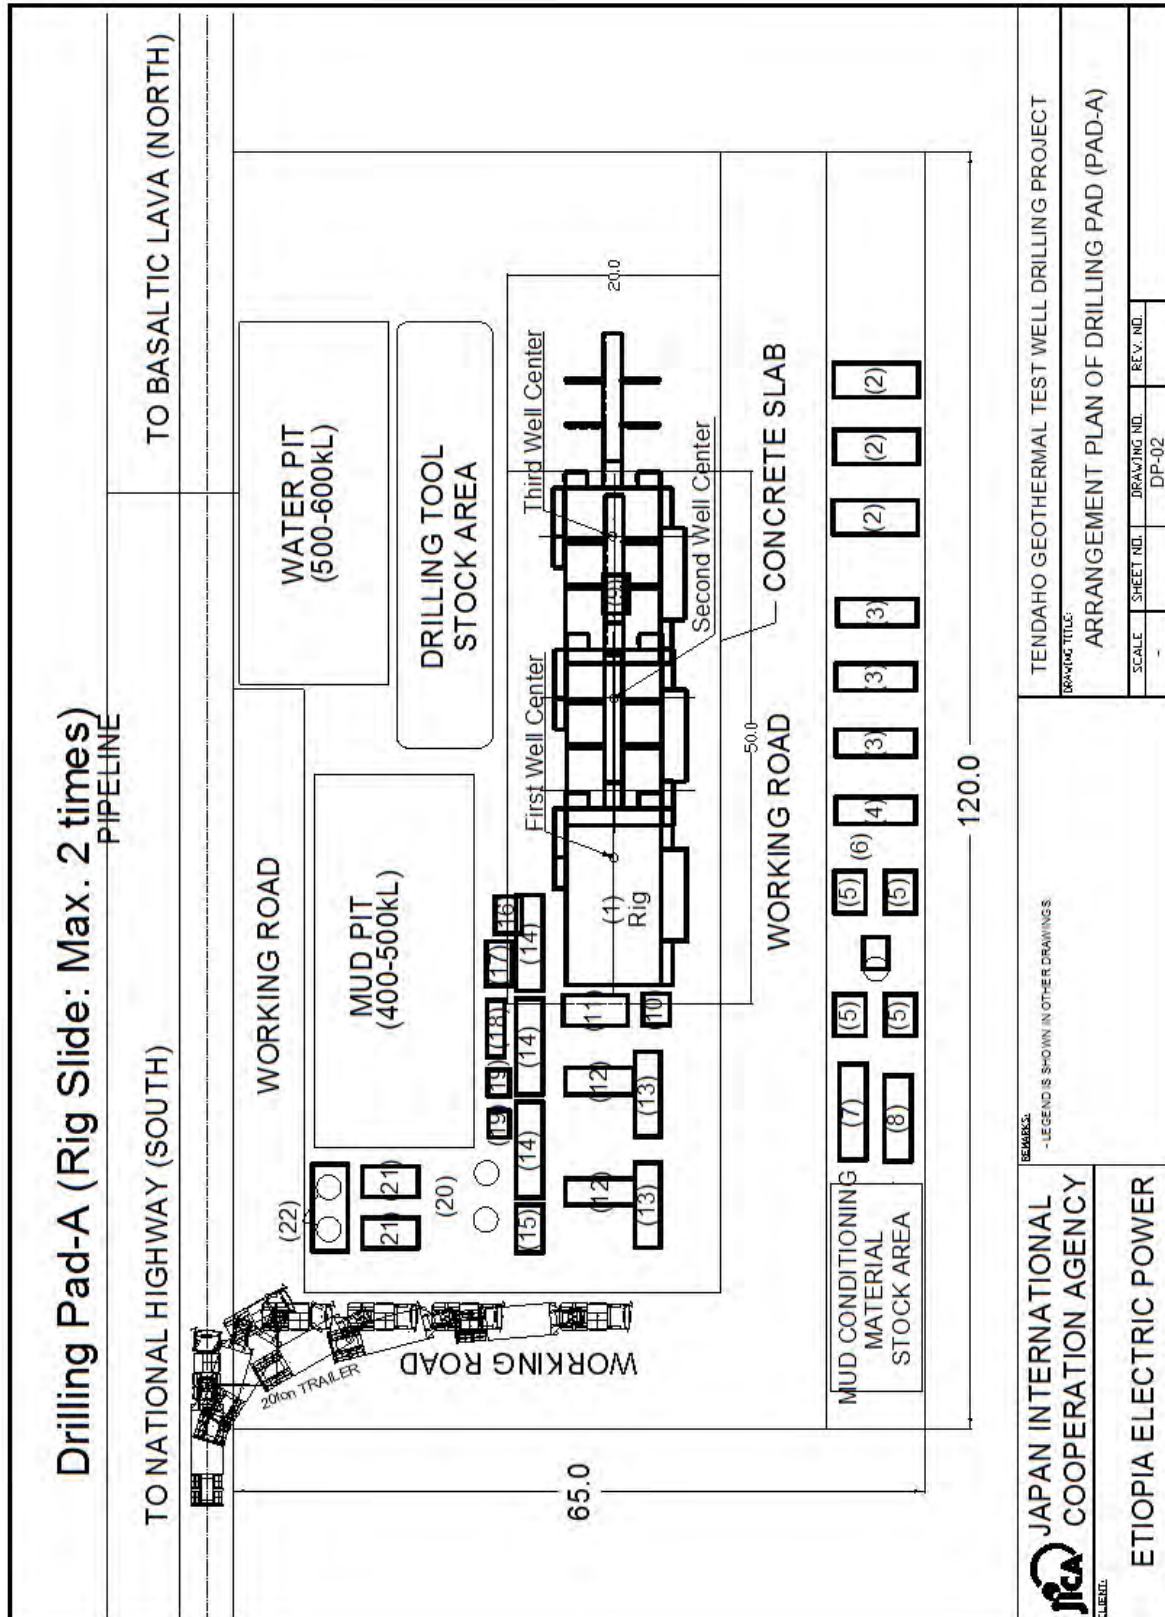 Drilling Pad-A (Rig Slide: Max. 2 times)
PIPELINE
TO NATIONAL HIGHWAY (SOUTH)
TO BASALTIC LAVA (NORTH)
WORKING ROAD
WATER PIT
(500-600kL)
MUD PIT
(400-500kL)
DRILLING TOOL
STOCK AREA
(22)
(21)
21)
(20)
20ton TRAILER
WORKING ROAD
(19)
(19)
(18)
(17)
16
(15)
(14)
(14)
(14)
First Well Center
Third Well Center
20.0
(12)
(12)
(11)
(1)
Rig
(9)
(13)
(13)
(10)
Second Well Center
50.0
WORKING ROAD
CONCRETE SLAB
65.0
MUD CONDITIONING
MATERIAL
STOCK AREA
(7)
(8)
(5)
(5)
(5)
(5)
(6)
(4)
(3)
(3)
(3)
(2)
(2)
(2)
120.0
JICA
JAPAN INTERNATIONAL
COOPERATION AGENCY
CLIENT:
ETIOPIA ELECTRIC POWER
REMARKS:
- LEGEND IS SHOWN IN OTHER DRAWINGS.
TENDAHO GEOTHERMAL TEST WELL DRILLING PROJECT
DRAWING TITLE:
ARRANGEMENT PLAN OF DRILLING PAD (PAD-A)
SCALE SHEET NO. DRAWING NO. REV. NO.
- DP-02